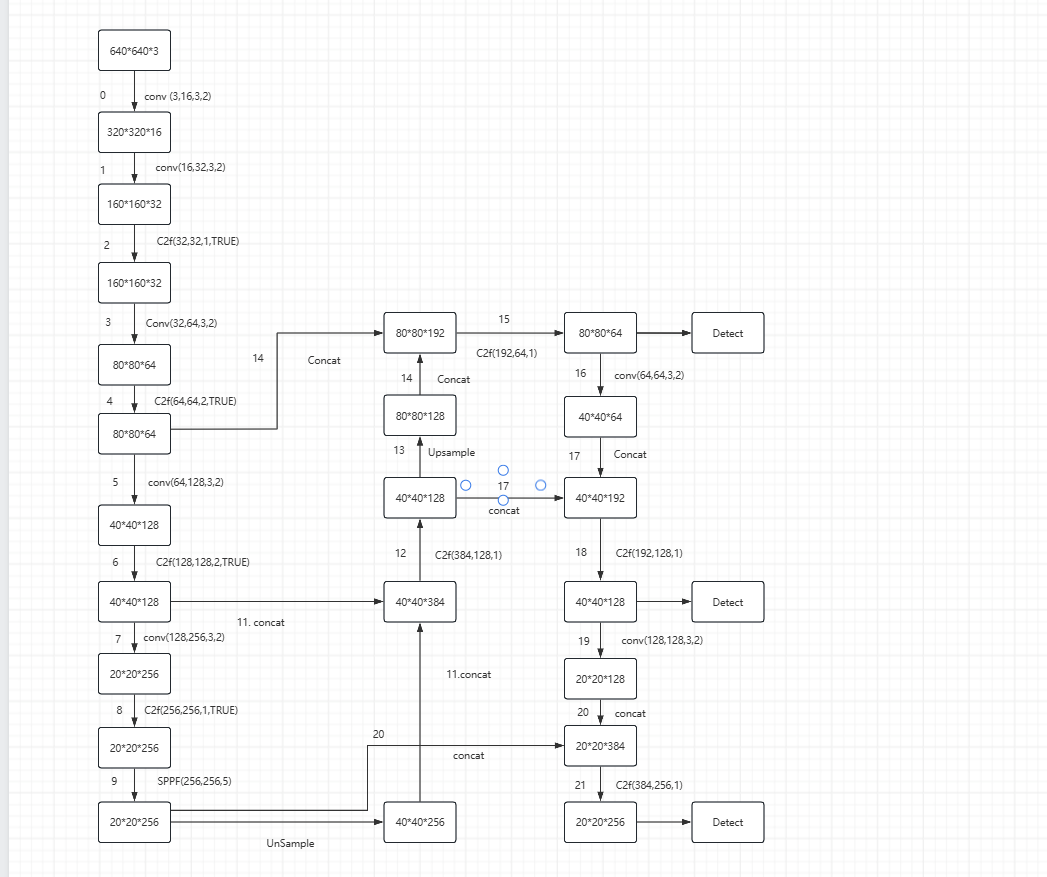 640*640*3
0
conv (3,16,3,2)
320*320*16
1
conv(16,32,3,2)
160*160*32
2
C2f(32,32,1,TRUE)
160*160*32
3
Conv(32,64,3,2)
80*80*64
4
C2f(64,64,2,TRUE)
80*80*64
5
conv(64,128,3,2)
40*40*128
6
C2f(128,128,2,TRUE)
40*40*128
7
conv(128,256,3,2)
20*20*256
8
C2f(256,256,1,TRUE)
20*20*256
9
SPPF(256,256,5)
20*20*256
UnSample
14
Concat
11. concat
20
concat
80*80*192
14
Concat
80*80*128
13
Upsample
40*40*128
12
C2f(384,128,1)
40*40*384
11.concat
40*40*256
15
C2f(192,64,1)
17
concat
80*80*64
Detect
16
conv(64,64,3,2)
40*40*64
17
Concat
40*40*192
18
C2f(192,128,1)
40*40*128
Detect
19
conv(128,128,3,2)
20*20*128
20
concat
20*20*384
21
C2f(384,256,1)
20*20*256
Detect